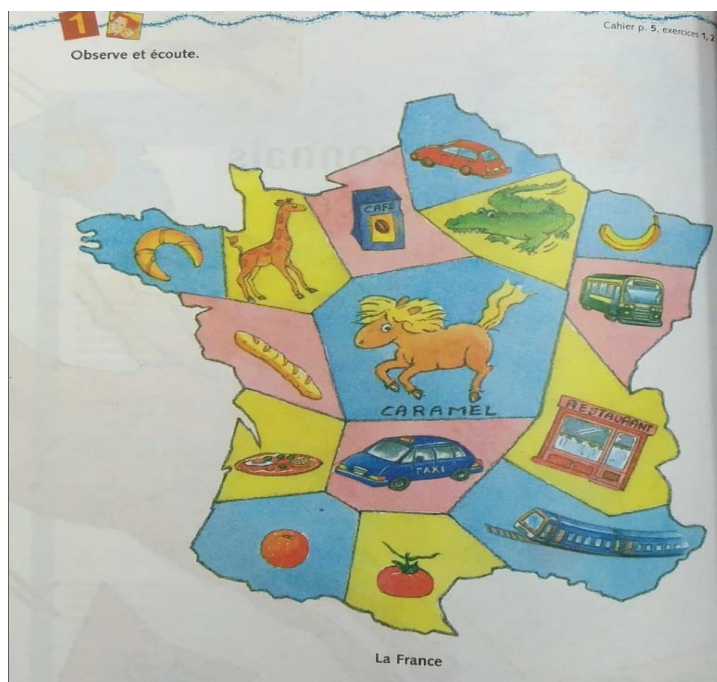 1
Cahier p. 5, exercices 1, 2
Observe et écoute.
CAFE
CARAMEL
RESTAURANT
TAXI
La France